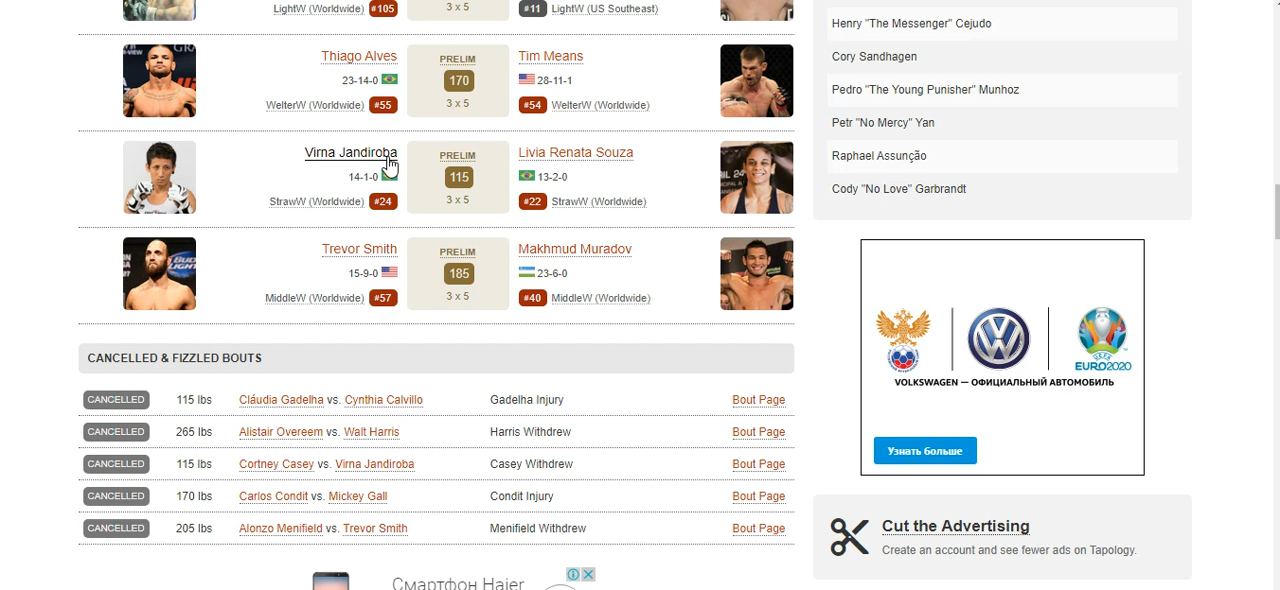 LightW (Worldwide) #105 3 x 5 #11 LightW (US Southeast)
Thiago Alves PRELIM Tim Means
23-14-0 170 28-11-1
WelterW (Worldwide) #55 3 x 5 #54 WelterW (Worldwide)
Virna Jandiroba PRELIM Livia Renata Souza
14-1-0 115 13-2-0
StrawW (Worldwide) #24 3 x 5 #22 StrawW (Worldwide)
Trevor Smith PRELIM Makhmud Muradov
15-9-0 185 23-6-0
MiddleW (Worldwide) #57 3 x 5 #40 MiddleW (Worldwide)
CANCELLED & FIZZLED BOUTS
CANCELLED 115 lbs Cláudia Gadelha vs. Cynthia Calvillo Gadelha Injury Bout Page
CANCELLED 265 lbs Alistair Overeem vs. Walt Harris Harris Withdrew Bout Page
CANCELLED 115 lbs Cortney Casey vs. Virna Jandiroba Casey Withdrew Bout Page
CANCELLED 170 lbs Carlos Condit vs. Mickey Gall Condit Injury Bout Page
CANCELLED 205 lbs Alonzo Menifield vs. Trevor Smith Menifield Withdrew Bout Page
Смартфон Haier
Henry "The Messenger" Cejudo
Cory Sandhagen
Pedro "The Young Punisher" Munhoz
Petr "No Mercy" Yan
Raphael Assunção
Cody "No Love" Garbrandt
UEFA
EURO2020
VOLKSWAGEN — ОФИЦИАЛЬНЫЙ АВТОМОБИЛЬ
Узнать больше
Cut the Advertising
Create an account and see fewer ads on Tapology.